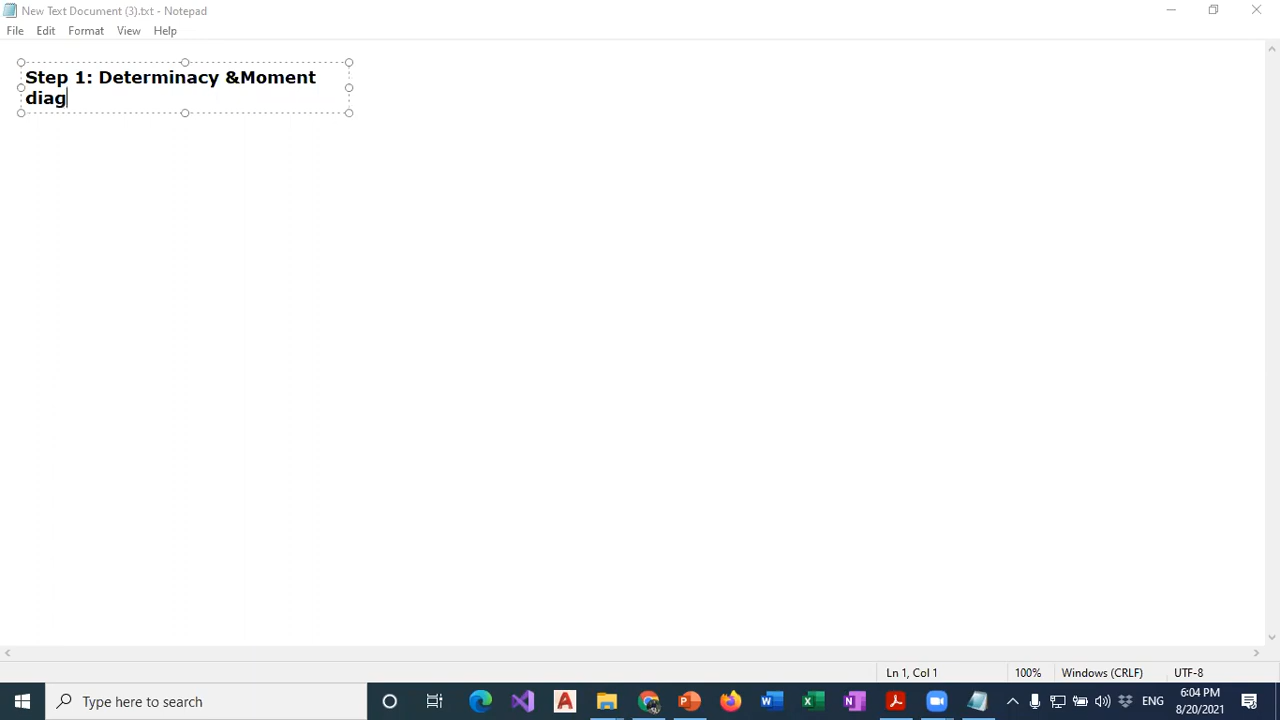 New Text Document (3).txt - Notepad
File Edit Format View Help
Step 1: Determinacy &Moment
diag
Ln 1, Col 1 100% Windows (CRLF) UTF-8
Type here to search
ENG
6:04 PM
8/20/2021